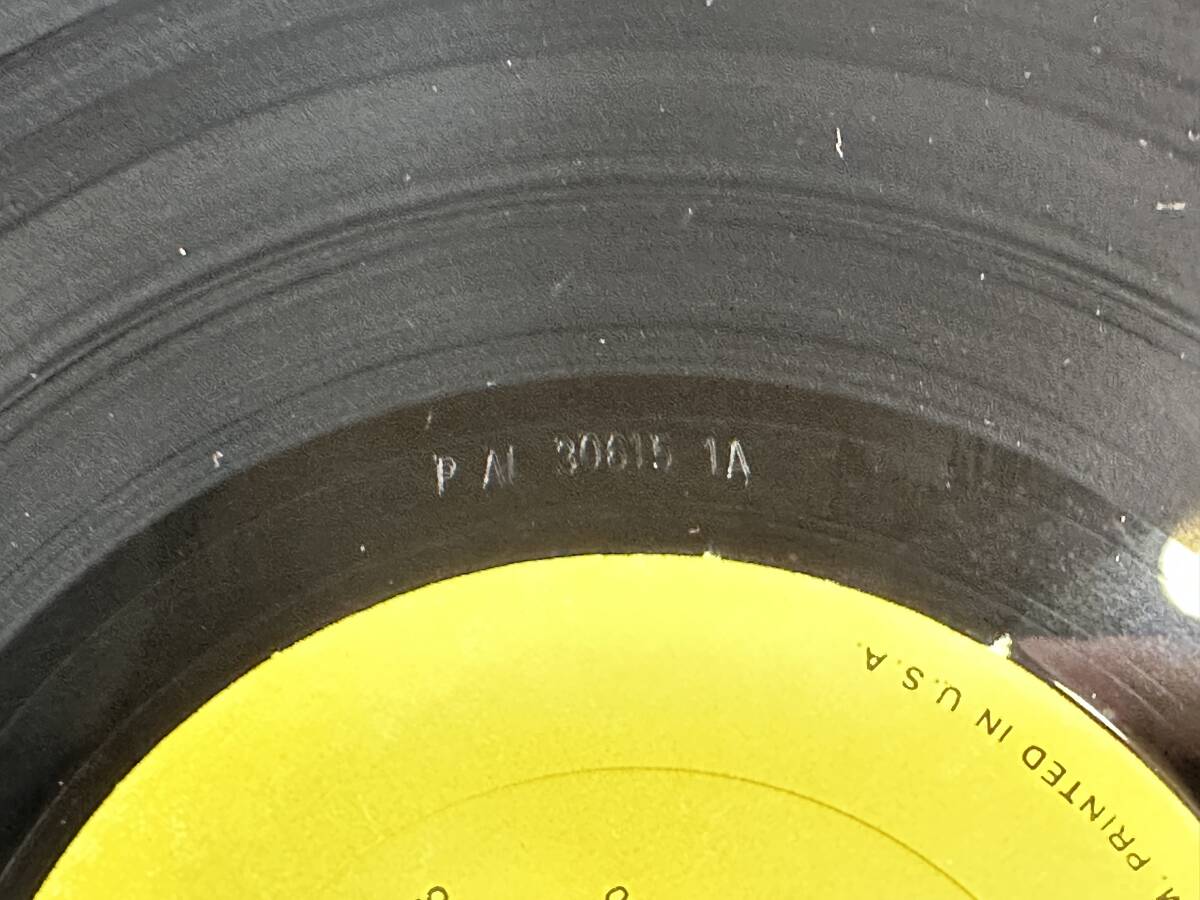 P AL 30615 1A
M. PRINTED IN U.S.A.